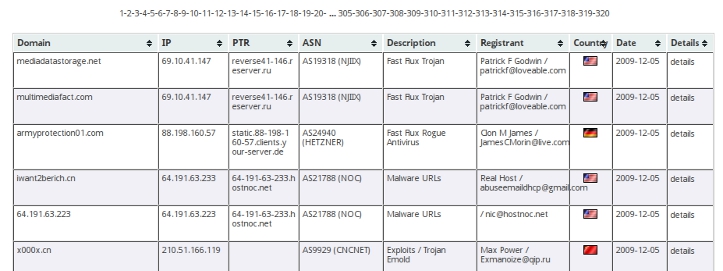 1-2-3-4-5-6-7-8-9-10-11-12-13-14-15-16-17-18-19-20- ... 305-306-307-308-309-310-311-312-313-314-315-316-317-318-319-320
Domain IP PTR ASN Description Registrant Country Date Details
mediadatastorage.net 69.10.41.147 reverse41-146.r AS19318 (NJIIX) Fast Flux Trojan Patrick F Godwin / 2009-12-05 details
eserver.ru patrickf@loveable.com
multimediafact.com 69.10.41.147 reverse41-146.r AS19318 (NJIIX) Fast Flux Trojan Patrick F Godwin / 2009-12-05 details
eserver.ru patrickf@loveable.com
armyprotection01.com 88.198.160.57 static.88-198-1 AS24940 Fast Flux Rogue Clon M James / 2009-12-05 details
60-57.clients.y (HETZNER) Antivirus JamesCMorin@live.com
our-server.de
iwant2berich.cn 64.191.63.233 64-191-63-233.h AS21788 (NOC) Malware URLs Real Host / 2009-12-05 details
ostnoc.net abuseemaildhcp@gmail.com
64.191.63.223 64.191.63.223 64-191-63-233.h AS21788 (NOC) Malware URLs / nic@hostnoc.net 2009-12-05 details
ostnoc.net
x000x.cn 210.51.166.119 AS9929 (CNCNET) Exploits / Trojan Max Power / 2009-12-05 details
Emold Exmanoize@qip.ru